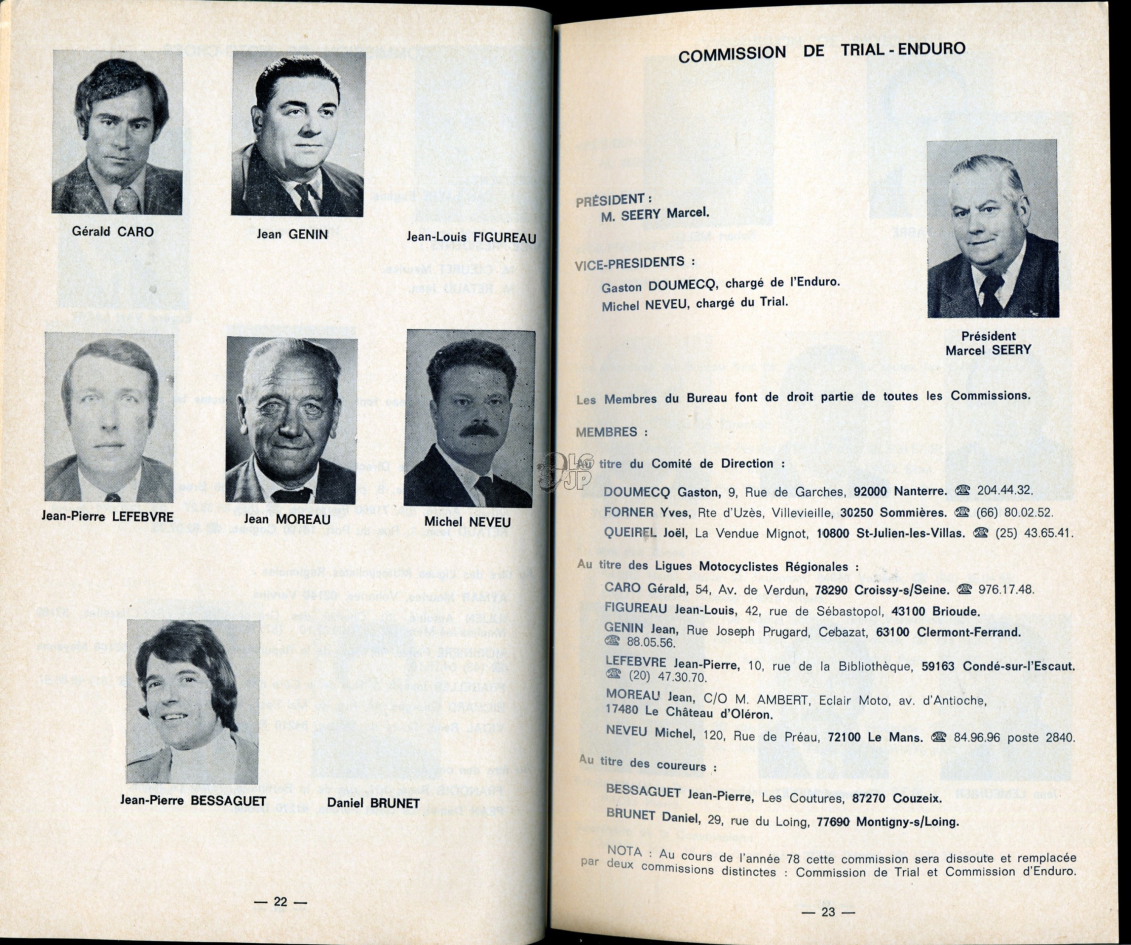 Gérald CARO
Jean GENIN
Jean-Louis FIGUREAU
Jean-Pierre LEFEBVRE
Jean MOREAU
Michel NEVEU
Jean-Pierre BESSAGUET
Daniel BRUNET
— 22 —
COMMISSION DE TRIAL - ENDURO
PRÉSIDENT :
M. SEERY Marcel.
VICE-PRESIDENTS :
Gaston DOUMECQ, chargé de l'Enduro.
Michel NEVEU, chargé du Trial.
Président
Marcel SEERY
Les Membres du Bureau font de droit partie de toutes les Commissions.
MEMBRES :
Au titre du Comité de Direction :
DOUMECQ Gaston, 9, Rue de Garches, 92000 Nanterre. ☎ 204.44.32.
FORNER Yves, Rte d'Uzès, Villevieille, 30250 Sommières. ☎ (66) 80.02.52.
QUEIREL Joël, La Vendue Mignot, 10800 St-Julien-les-Villas. ☎ (25) 43.65.41.
Au titre des Ligues Motocyclistes Régionales :
CARO Gérald, 54, Av. de Verdun, 78290 Croissy-s/Seine. ☎ 976.17.48.
FIGUREAU Jean-Louis, 42, rue de Sébastopol, 43100 Brioude.
GENIN Jean, Rue Joseph Prugard, Cebazat, 63100 Clermont-Ferrand.
☎ 88.05.56.
LEFEBVRE Jean-Pierre, 10, rue de la Bibliothèque, 59163 Condé-sur-l'Escaut.
☎ (20) 47.30.70.
MOREAU Jean, C/O M. AMBERT, Eclair Moto, av. d'Antioche,
17480 Le Château d'Oléron.
NEVEU Michel, 120, Rue de Préau, 72100 Le Mans. ☎ 84.96.96 poste 2840.
Au titre des coureurs :
BESSAGUET Jean-Pierre, Les Coutures, 87270 Couzeix.
BRUNET Daniel, 29, rue du Loing, 77690 Montigny-s/Loing.
NOTA : Au cours de l'année 78 cette commission sera dissoute et remplacée
par deux commissions distinctes : Commission de Trial et Commission d'Enduro.
— 23 —